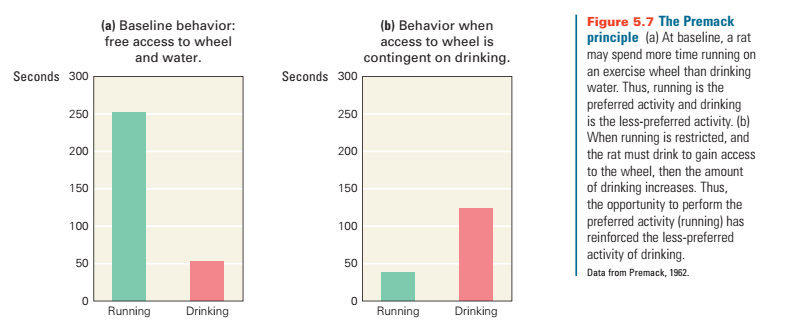 (a) Baseline behavior:
free access to wheel
and water.
Seconds 300
250
200
150
100
50
0
Running Drinking
(b) Behavior when
access to wheel is
contingent on drinking.
Seconds 300
250
200
150
100
50
0
Running Drinking
Figure 5.7 The Premack
principle (a) At baseline, a rat
may spend more time running on
an exercise wheel than drinking
water. Thus, running is the
preferred activity and drinking
is the less-preferred activity. (b)
When running is restricted, and
the rat must drink to gain access
to the wheel, then the amount
of drinking increases. Thus,
the opportunity to perform the
preferred activity (running) has
reinforced the less-preferred
activity of drinking.
Data from Premack, 1962.